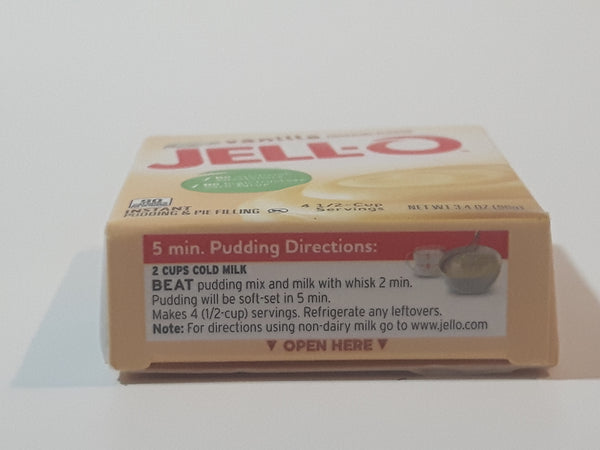 vanilla
JELL-O
INSTANT
PUDDING & PIE FILLING
4 1/2-Cup
Servings
NET WT 3.4 OZ (96g)
5 min. Pudding Directions:
2 CUPS COLD MILK
BEAT pudding mix and milk with whisk 2 min.
Pudding will be soft-set in 5 min.
Makes 4 (1/2-cup) servings. Refrigerate any leftovers.
Note: For directions using non-dairy milk go to www.jello.com
▼ OPEN HERE ▼